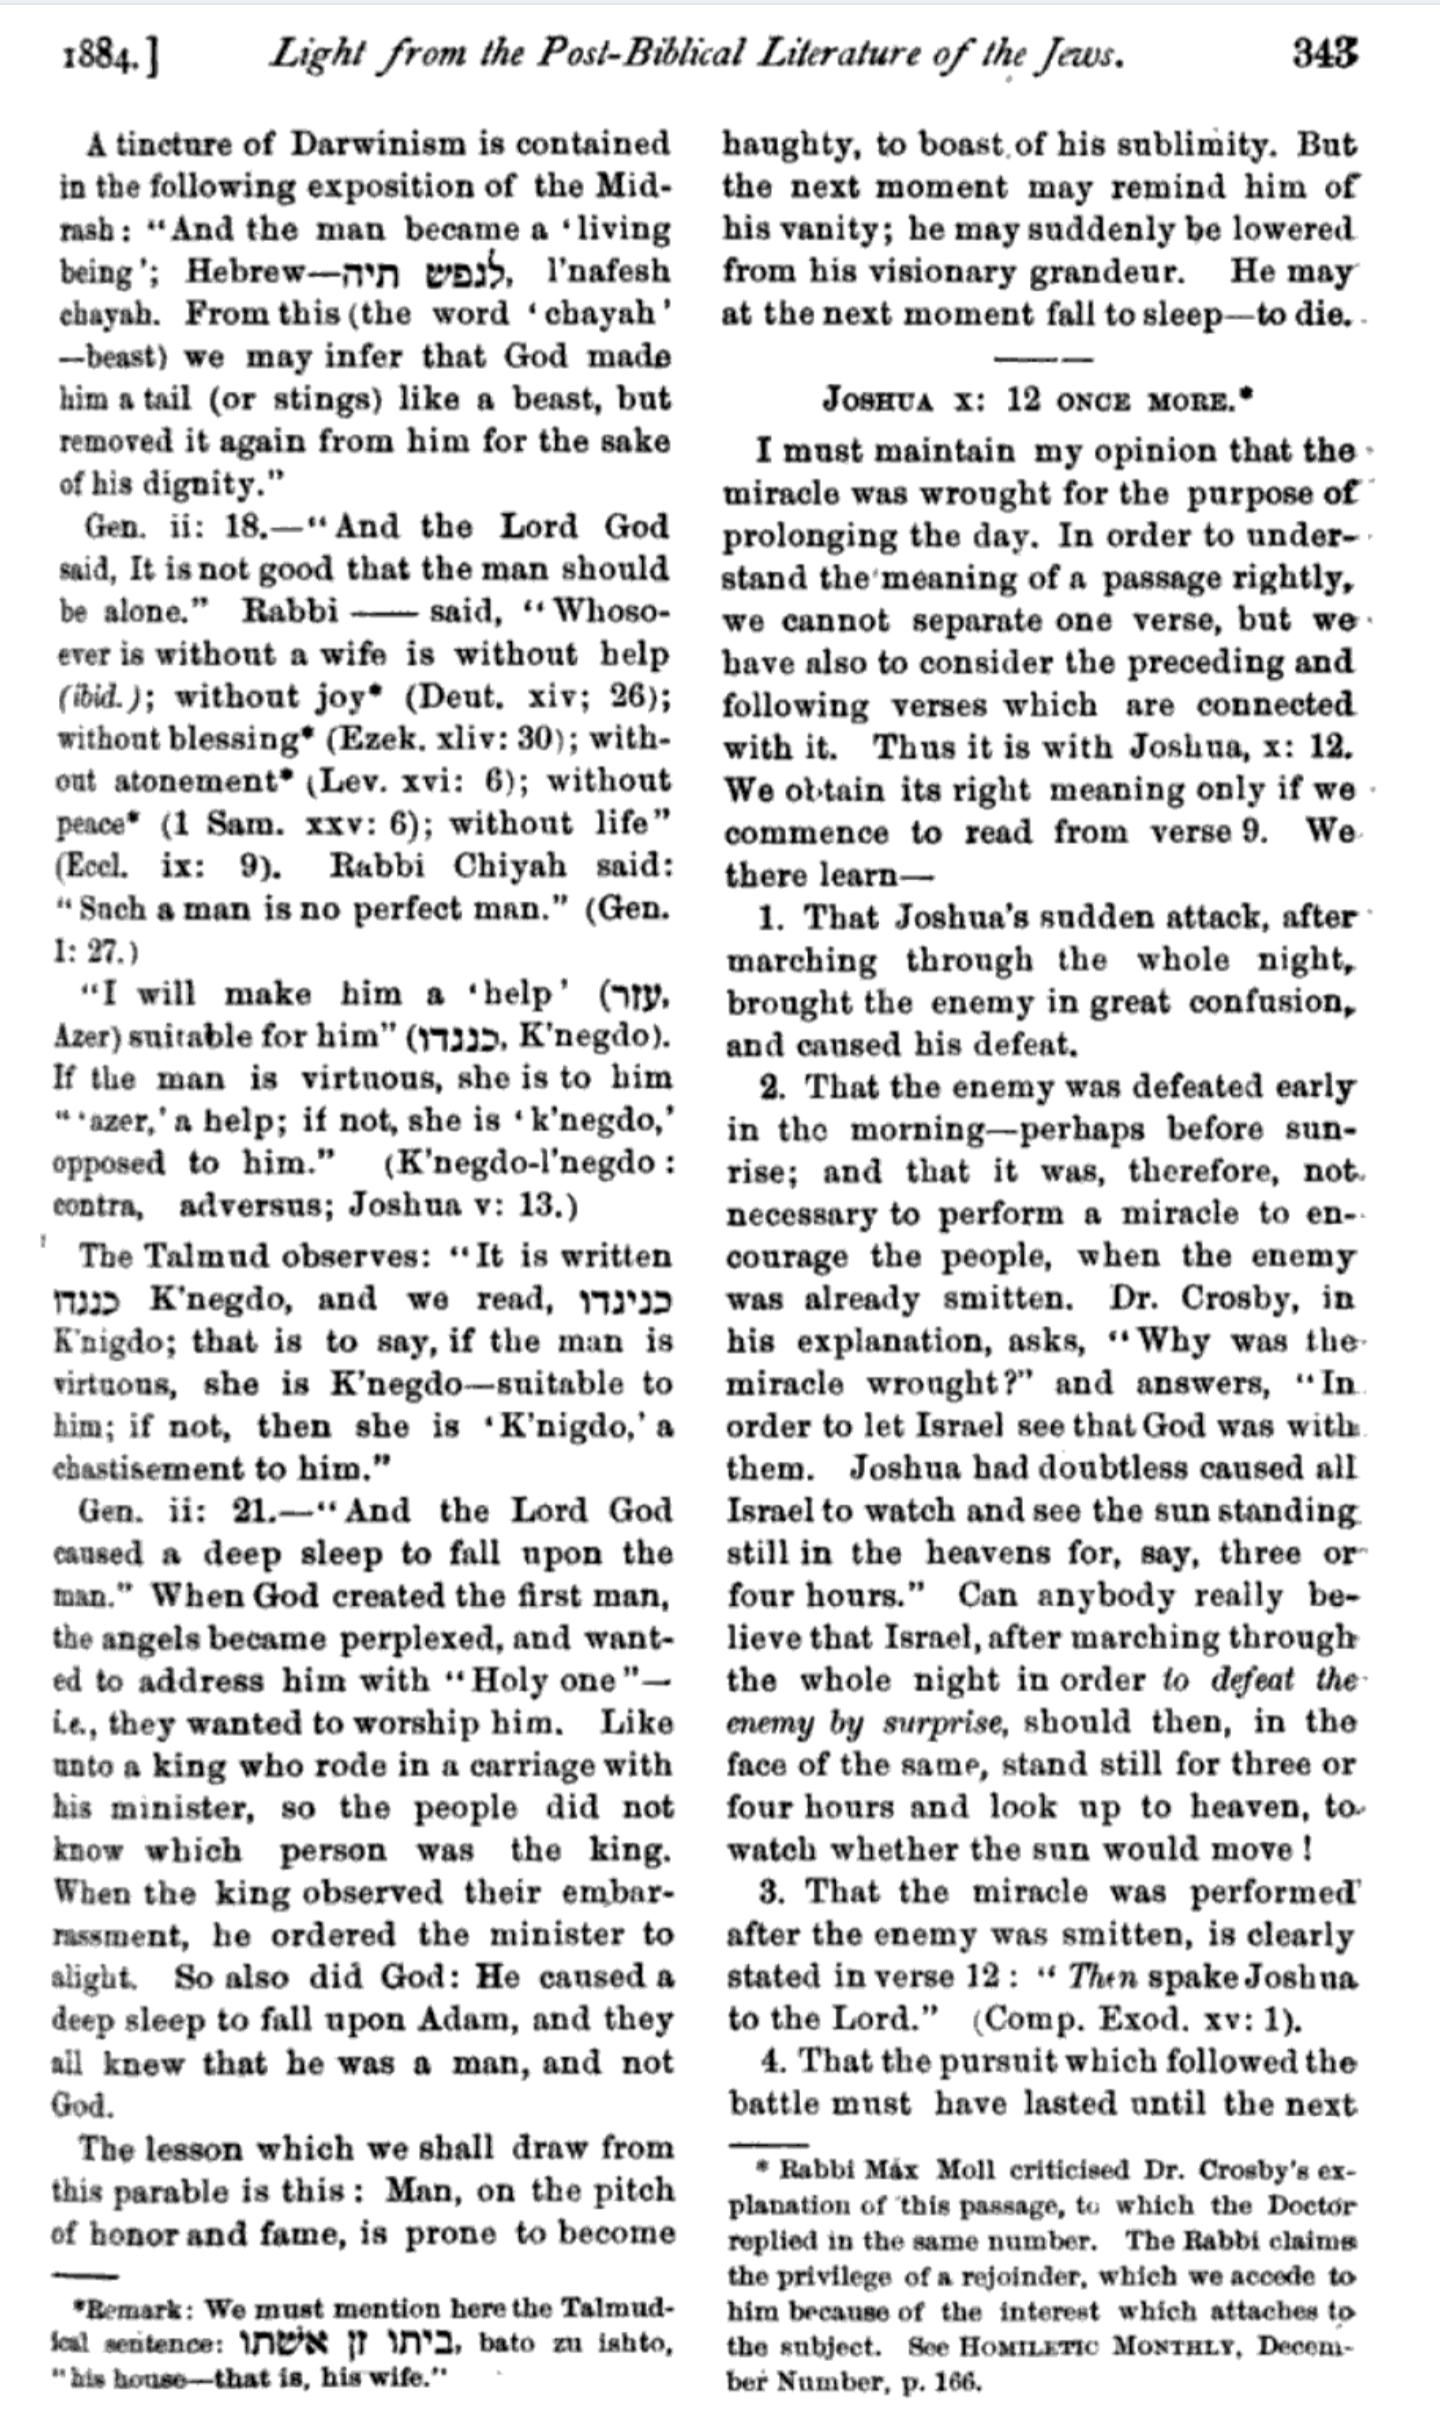 1884.] Light from the Post-Biblical Literature of the Jews. 343
A tincture of Darwinism is contained
in the following exposition of the Mid-
rash: “And the man became a ‘living
being’; Hebrew—לנפש חיה, l'nafesh
chayah. From this (the word ‘chayah’
—beast) we may infer that God made
him a tail (or stings) like a beast, but
removed it again from him for the sake
of his dignity.”
Gen. ii: 18.—“And the Lord God
said, It is not good that the man should
be alone.” Rabbi —— said, “Whoso-
ever is without a wife is without help
(ibid.); without joy* (Deut. xiv; 26);
without blessing* (Ezek. xliv: 30); with-
out atonement* (Lev. xvi: 6); without
peace* (1 Sam. xxv: 6); without life”
(Eccl. ix: 9). Rabbi Chiyah said:
“Such a man is no perfect man.” (Gen.
1: 27.)
“I will make him a ‘help’ (עזר,
Azer) suitable for him” (כנגדו, K'negdo).
If the man is virtuous, she is to him
“‘azer,’ a help; if not, she is ‘k'negdo,’
opposed to him.” (K'negdo-l'negdo:
contra, adversus; Joshua v: 13.)
The Talmud observes: “It is written
כנגדו K'negdo, and we read, כניגדו
K'nigdo; that is to say, if the man is
virtuous, she is K'negdo—suitable to
him; if not, then she is ‘K'nigdo,’ a
chastisement to him.”
Gen. ii: 21.—“And the Lord God
caused a deep sleep to fall upon the
man.” When God created the first man,
the angels became perplexed, and want-
ed to address him with “Holy one”—
i.e., they wanted to worship him. Like
unto a king who rode in a carriage with
his minister, so the people did not
know which person was the king.
When the king observed their embar-
rassment, he ordered the minister to
alight. So also did God: He caused a
deep sleep to fall upon Adam, and they
all knew that he was a man, and not
God.
The lesson which we shall draw from
this parable is this: Man, on the pitch
of honor and fame, is prone to become
*Remark: We must mention here the Talmud-
ical sentence: ביתו זן אשתו, bato zu ishto,
“his house—that is, his wife.”
haughty, to boast of his sublimity. But
the next moment may remind him of
his vanity; he may suddenly be lowered
from his visionary grandeur. He may
at the next moment fall to sleep—to die.
JOSHUA X: 12 ONCE MORE.*
I must maintain my opinion that the
miracle was wrought for the purpose of
prolonging the day. In order to under-
stand the meaning of a passage rightly,
we cannot separate one verse, but we
have also to consider the preceding and
following verses which are connected
with it. Thus it is with Joshua, x: 12.
We obtain its right meaning only if we
commence to read from verse 9. We
there learn—
1. That Joshua's sudden attack, after
marching through the whole night,
brought the enemy in great confusion,
and caused his defeat.
2. That the enemy was defeated early
in the morning—perhaps before sun-
rise; and that it was, therefore, not
necessary to perform a miracle to en-
courage the people, when the enemy
was already smitten. Dr. Crosby, in
his explanation, asks, “Why was the
miracle wrought?” and answers, “In
order to let Israel see that God was with
them. Joshua had doubtless caused all
Israel to watch and see the sun standing
still in the heavens for, say, three or
four hours.” Can anybody really be-
lieve that Israel, after marching through
the whole night in order to defeat the
enemy by surprise, should then, in the
face of the same, stand still for three or
four hours and look up to heaven, to
watch whether the sun would move!
3. That the miracle was performed
after the enemy was smitten, is clearly
stated in verse 12: “Then spake Joshua
to the Lord.” (Comp. Exod. xv: 1).
4. That the pursuit which followed the
battle must have lasted until the next
* Rabbi Max Moll criticised Dr. Crosby's ex-
planation of this passage, to which the Doctor
replied in the same number. The Rabbi claims
the privilege of a rejoinder, which we accede to
him because of the interest which attaches to
the subject. See HOMILETIC MONTHLY, Decem-
ber Number, p. 166.